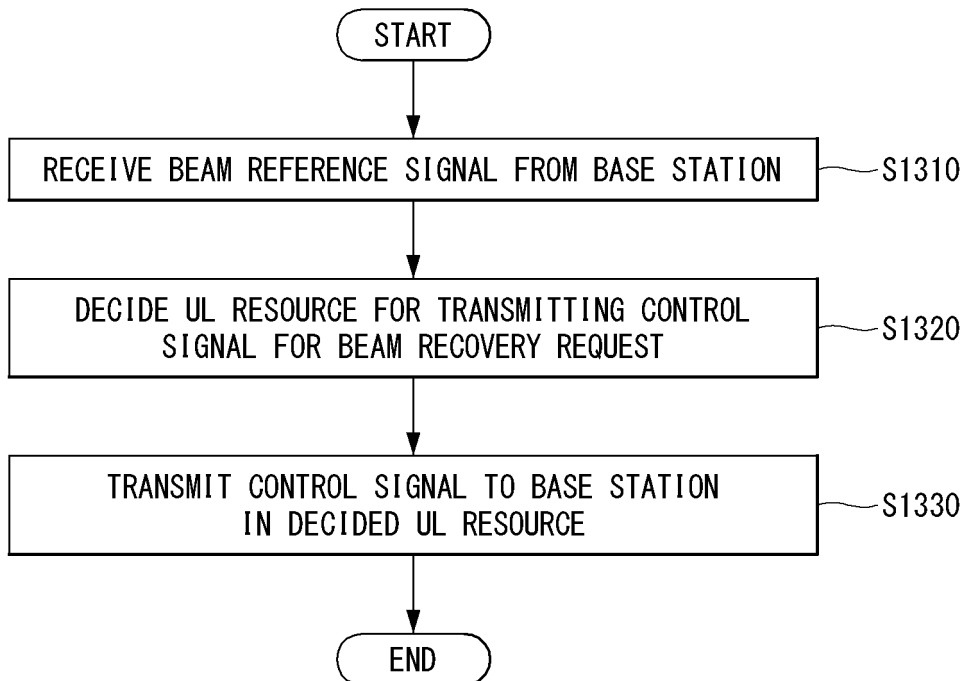 START
RECEIVE BEAM REFERENCE SIGNAL FROM BASE STATION
S1310
DECIDE UL RESOURCE FOR TRANSMITTING CONTROL
SIGNAL FOR BEAM RECOVERY REQUEST
S1320
TRANSMIT CONTROL SIGNAL TO BASE STATION
IN DECIDED UL RESOURCE
S1330
END